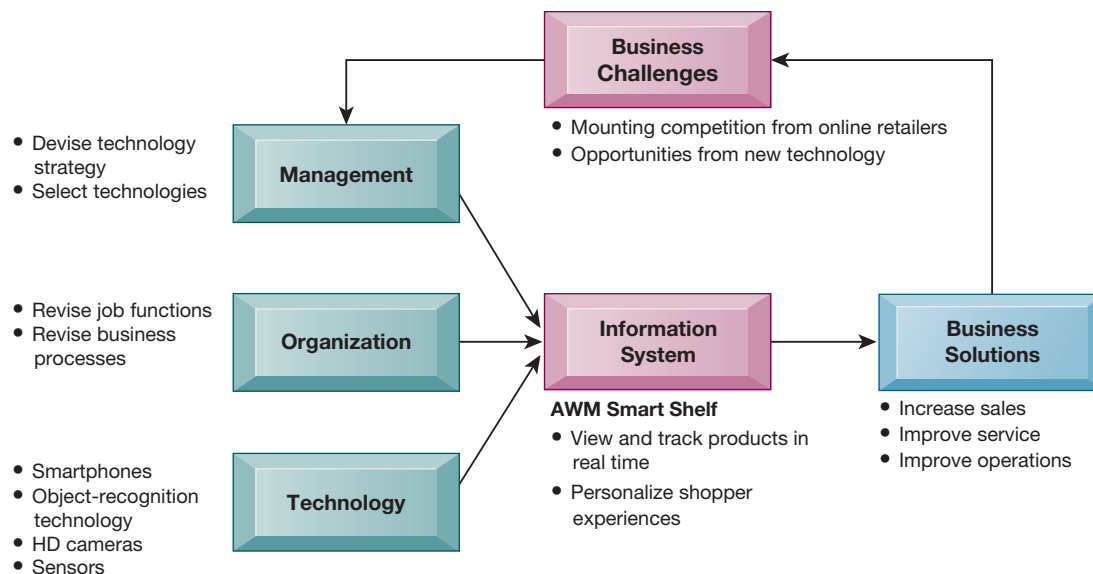 Business
Challenges
• Mounting competition from online retailers
• Opportunities from new technology
• Devise technology
strategy
• Select technologies
Management
• Revise job functions
• Revise business
processes
Organization
Information
System
AWM Smart Shelf
• View and track products in
real time
• Personalize shopper
experiences
Business
Solutions
• Increase sales
• Improve service
• Improve operations
• Smartphones
• Object-recognition
technology
• HD cameras
• Sensors
Technology